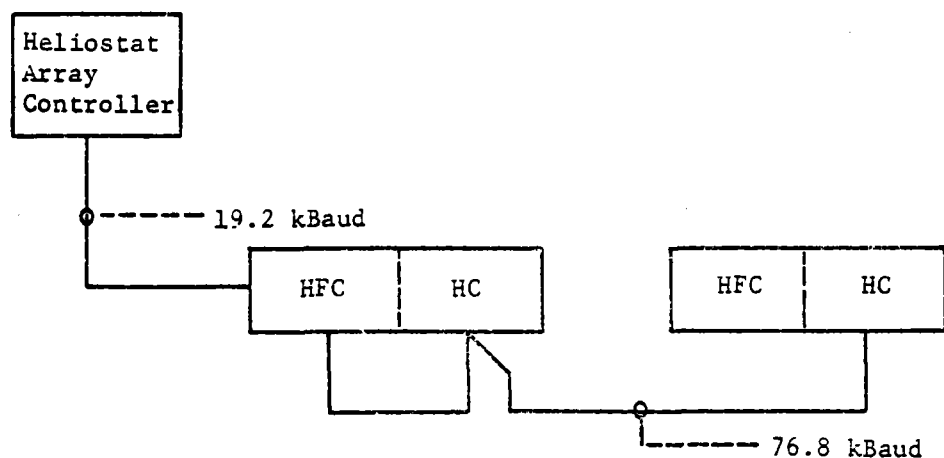 Heliostat
Array
Controller
19.2 kBaud
HFC HC HFC HC
76.8 kBaud